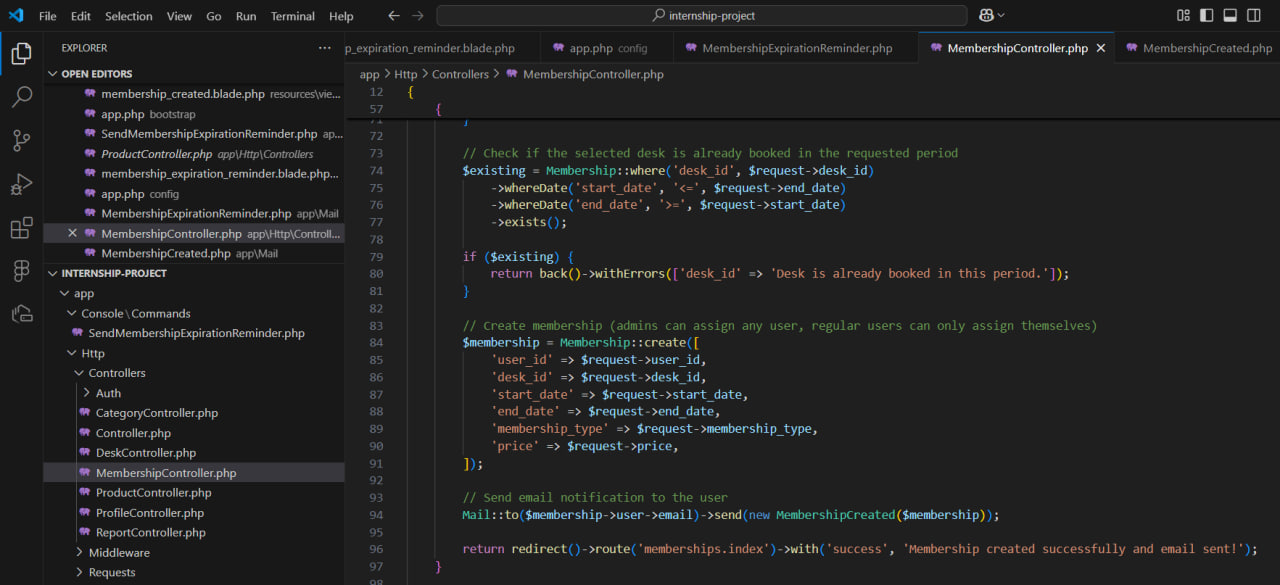 File Edit Selection View Go Run Terminal Help
internship-project
EXPLORER
OPEN EDITORS
membership_created.blade.php resources\vie...
app.php bootstrap
SendMembershipExpirationReminder.php ap...
ProductController.php app\Http\Controllers
membership_expiration_reminder.blade.php...
app.php config
MembershipExpirationReminder.php app\Mail
MembershipController.php app\Http\Controll...
MembershipCreated.php app\Mail
INTERNSHIP-PROJECT
app
Console\Commands
SendMembershipExpirationReminder.php
Http
Controllers
Auth
CategoryController.php
Controller.php
DeskController.php
MembershipController.php
ProductController.php
ProfileController.php
ReportController.php
Middleware
Requests
p_expiration_reminder.blade.php app.php config MembershipExpirationReminder.php MembershipController.php MembershipCreated.php
app > Http > Controllers > MembershipController.php
12 {
57 {
71 }
72
73 // Check if the selected desk is already booked in the requested period
74 $existing = Membership::where('desk_id', $request->desk_id)
75 ->whereDate('start_date', '<=', $request->end_date)
76 ->whereDate('end_date', '>=', $request->start_date)
77 ->exists();
78
79 if ($existing) {
80 return back()->withErrors(['desk_id' => 'Desk is already booked in this period.']);
81 }
82
83 // Create membership (admins can assign any user, regular users can only assign themselves)
84 $membership = Membership::create([
85 'user_id' => $request->user_id,
86 'desk_id' => $request->desk_id,
87 'start_date' => $request->start_date,
88 'end_date' => $request->end_date,
89 'membership_type' => $request->membership_type,
90 'price' => $request->price,
91 ]);
92
93 // Send email notification to the user
94 Mail::to($membership->user->email)->send(new MembershipCreated($membership));
95
96 return redirect()->route('memberships.index')->with('success', 'Membership created successfully and email sent!');
97 }
98